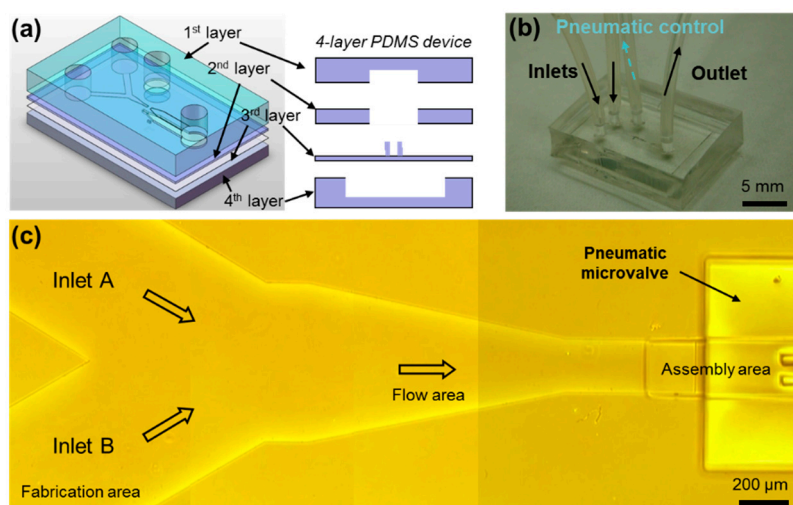 (a)
1st layer
2nd layer
3rd layer
4th layer
4-layer PDMS device
(b)
Pneumatic control
Inlets
Outlet
5 mm
(c)
Inlet A
Inlet B
Fabrication area
Flow area
Pneumatic
microvalve
Assembly area
200 μm